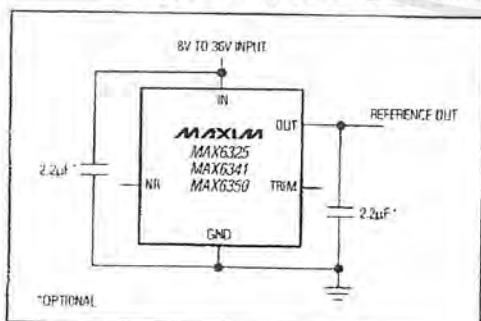 8V TO 36V INPUT
IN
MAXIM
MAX6325
MAX6341
MAX6350
OUT
REFERENCE OUT
2.2µF*
NR
TRIM
2.2µF*
GND
*OPTIONAL